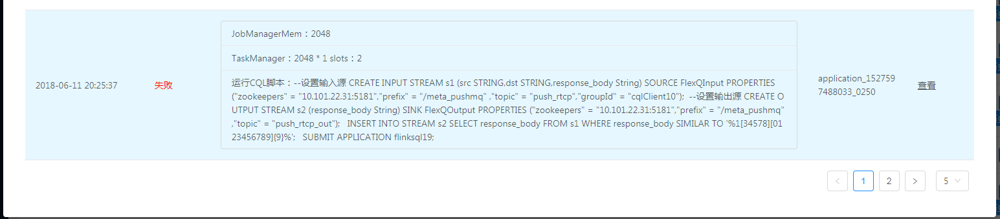 JobManagerMem：2048
TaskManager：2048 * 1 slots：2
2018-06-11 20:25:37
失败
运行CQL脚本：--设置输入源 CREATE INPUT STREAM s1 (src STRING,dst STRING,response_body String) SOURCE FlexQInput PROPERTIES
("zookeepers" = "10.101.22.31:5181","prefix" = "/meta_pushmq" ,"topic" = "push_rtcp","groupId" = "cqlClient10");  --设置输出源 CREATE O
UTPUT STREAM s2 (response_body String) SINK FlexQOutput PROPERTIES ("zookeepers" = "10.101.22.31:5181","prefix" = "/meta_pushmq"
,"topic" = "push_rtcp_out");   INSERT INTO STREAM s2 SELECT response_body FROM s1 WHERE response_body SIMILAR TO '%1[34578][01
23456789]{9}%';   SUBMIT APPLICATION flinksql19;
application_152759
7488033_0250
查看
< 1 2 > 5